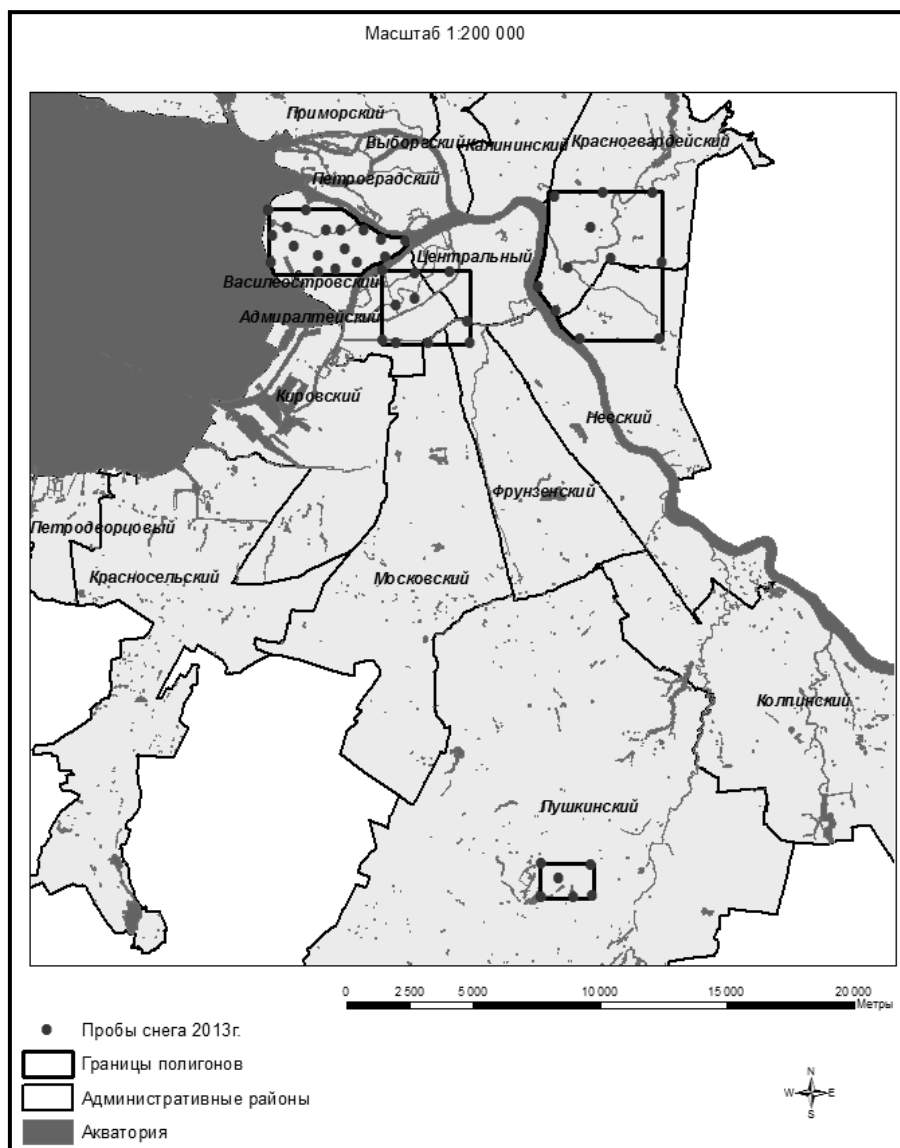 Масштаб 1:200 000
Приморский
Выборгский
Калининский
Красногвардейский
Петроградский
Центральный
Василеостровский
Адмиралтейский
Кировский
Невский
Фрунзенский
Петродворцовый
Красносельский
Московский
Колпинский
Пушкинский
0 2 500 5 000 10 000 15 000 20 000
Метры
Пробы снега 2013г.
Границы полигонов
Административные районы
Акватория
N
W E
S